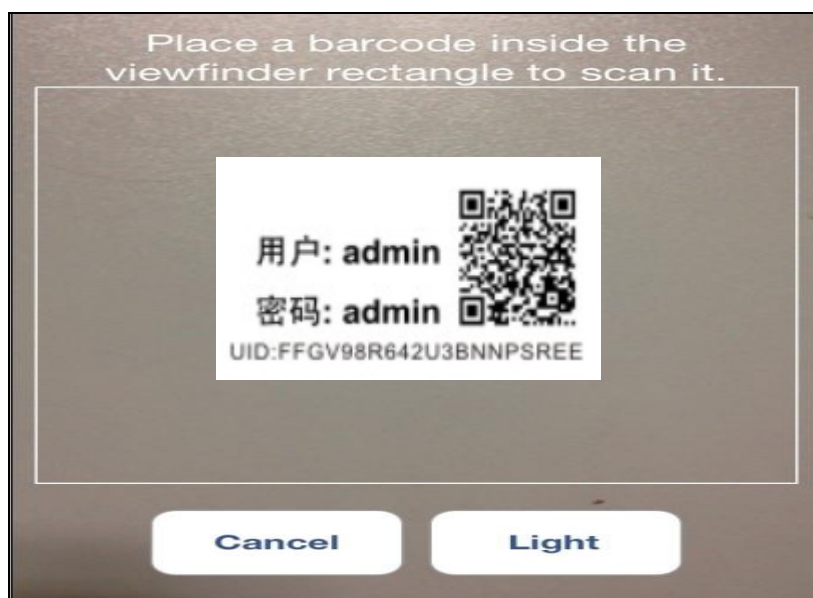 Place a barcode inside the
viewfinder rectangle to scan it.
用户: admin
密码: admin
UID:FFGV98R642U3BNNPSREE
Cancel
Light